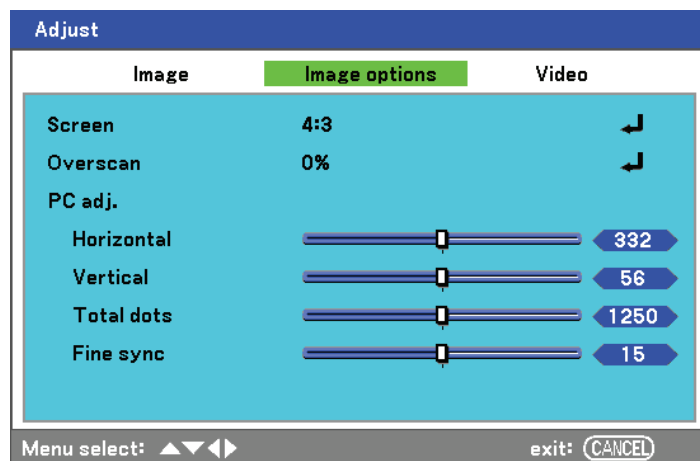 Adjust
Image Image options Video
Screen 4:3
Overscan 0%
PC adj.
Horizontal 332
Vertical 56
Total dots 1250
Fine sync 15
Menu select: ▲▼◀▶ exit: CANCEL